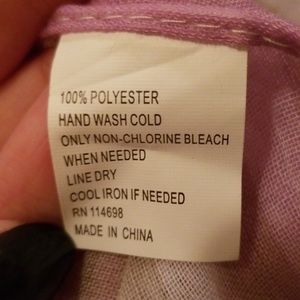 100% POLYESTER
HAND WASH COLD
ONLY NON-CHLORINE BLEACH
WHEN NEEDED
LINE DRY
COOL IRON IF NEEDED
RN 114698
MADE IN CHINA